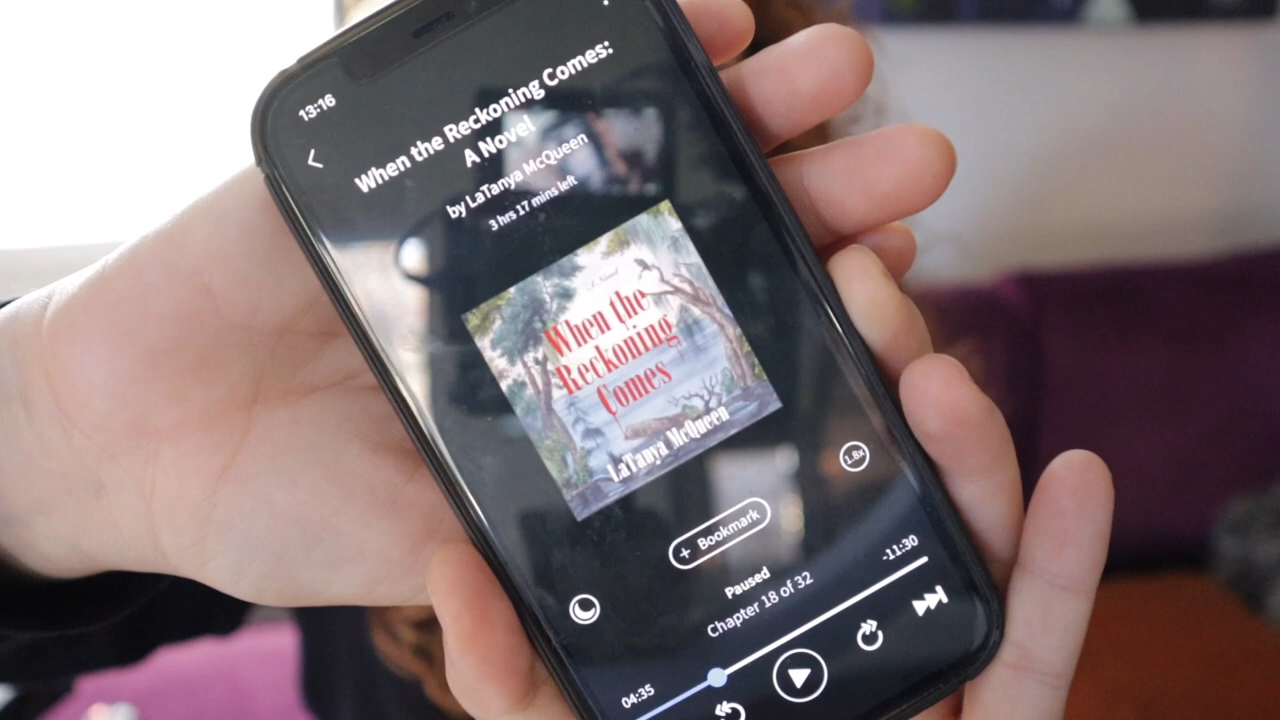 13:16
When the Reckoning Comes:
A Novel
by LaTanya McQueen
3 hrs 17 mins left
A Novel
When the
Reckoning
Comes
LaTanya McQueen
1.8x
+ Bookmark
Paused
Chapter 18 of 32
04:35
-11:30